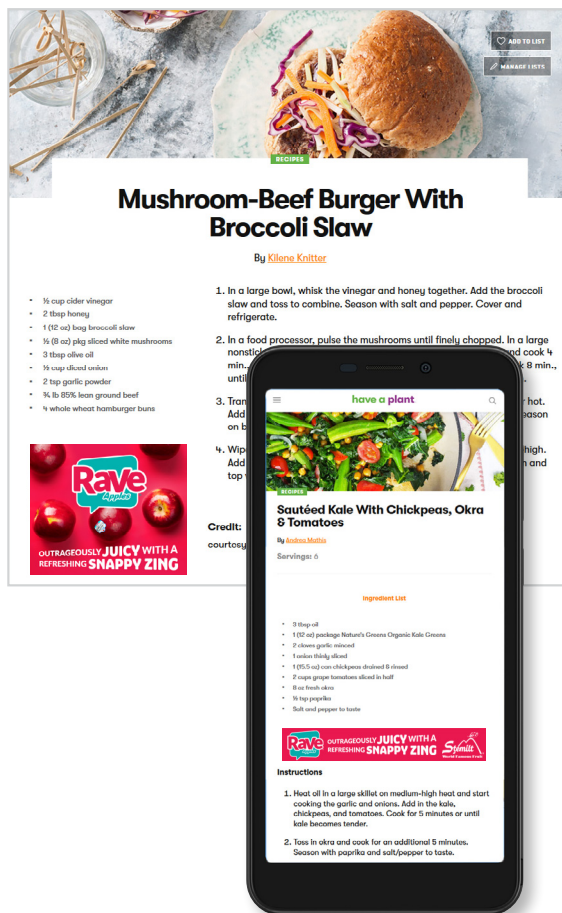 ADD TO LIST
MANAGE LISTS
RECIPES
Mushroom-Beef Burger With
Broccoli Slaw
By Kilene Knitter
½ cup cider vinegar
2 tbsp honey
1 (12 oz) bag broccoli slaw
½ (8 oz) pkg sliced white mushrooms
3 tbsp olive oil
½ cup diced onion
2 tsp garlic powder
¾ lb 85% lean ground beef
4 whole wheat hamburger buns
1. In a large bowl, whisk the vinegar and honey together. Add the broccoli
slaw and toss to combine. Season with salt and pepper. Cover and
refrigerate.
2. In a food processor, pulse the mushrooms until finely chopped. In a large
nonstick
nd cook 4
min.,
k 8 min.,
until
3. Tran
r hot.
Add
eason
on b
4. Wip
high.
Add
n and
top
Rave
Apples
OUTRAGEOUSLY JUICY WITH A
REFRESHING SNAPPY ZING
Credit:
courtesy
have a plant
RECIPES
Sautéed Kale With Chickpeas, Okra
& Tomatoes
By Andrea Mathis
Servings: 6
Ingredient List
3 tbsp oil
1 (12 oz) package Nature's Greens Organic Kale Greens
2 cloves garlic minced
1 onion thinly sliced
1 (15.5 oz) can chickpeas drained & rinsed
2 cups grape tomatoes sliced in half
8 oz fresh okra
½ tsp paprika
Salt and pepper to taste
Rave
Apples
OUTRAGEOUSLY JUICY WITH A
REFRESHING SNAPPY ZING
Stemilt
World Famous Fruit
Instructions
1. Heat oil in a large skillet on medium-high heat and start
cooking the garlic and onions. Add in the kale,
chickpeas, and tomatoes. Cook for 5 minutes or until
kale becomes tender.
2. Toss in okra and cook for an additional 5 minutes.
Season with paprika and salt/pepper to taste.